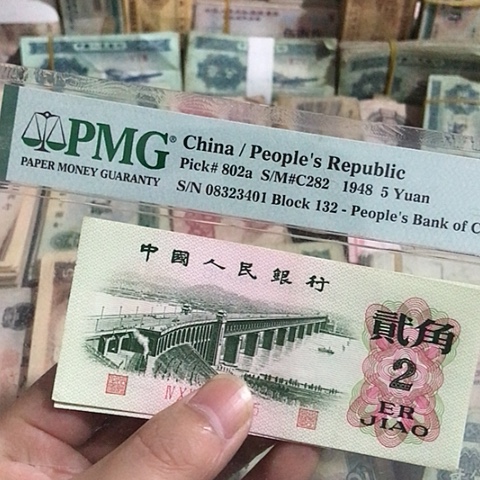 PMG®
PAPER MONEY GUARANTY
China / People's Republic
Pick# 802a S/M#C282 1948 5 Yuan
S/N 08323401 Block 132 - People's Bank of C
中國人民銀行
貳角
2
ER
JIAO